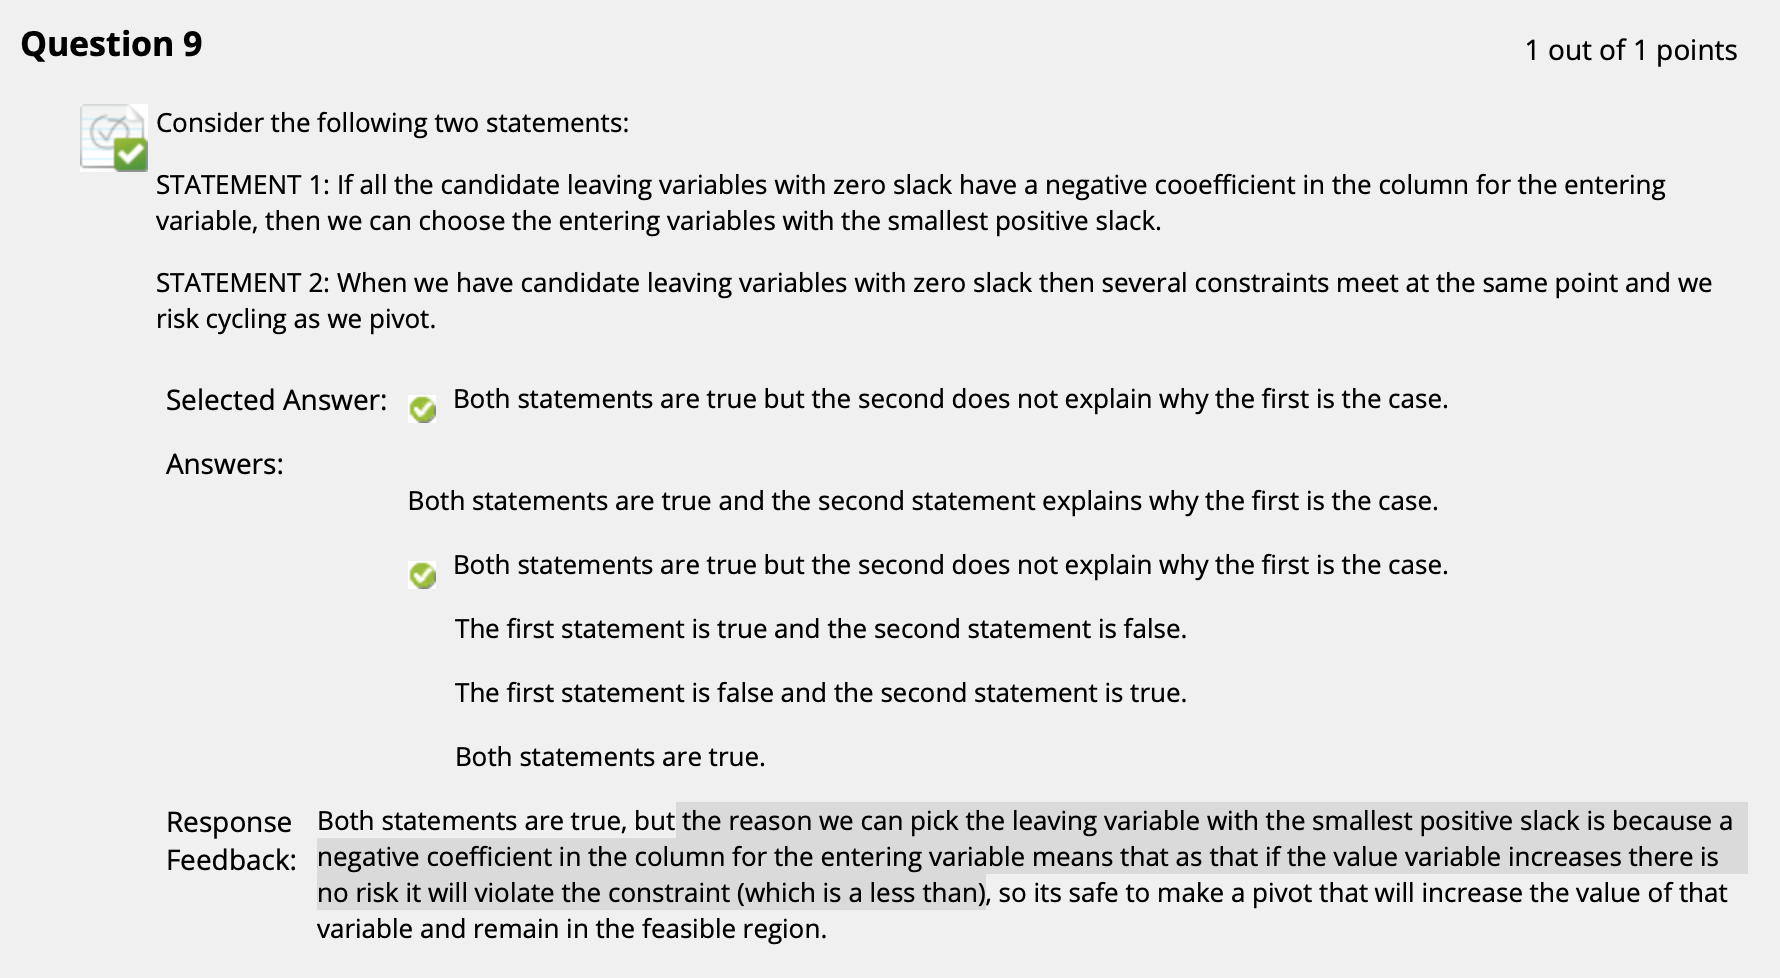 Question 9
1 out of 1 points
Consider the following two statements:
STATEMENT 1: If all the candidate leaving variables with zero slack have a negative cooefficient in the column for the entering
variable, then we can choose the entering variables with the smallest positive slack.
STATEMENT 2: When we have candidate leaving variables with zero slack then several constraints meet at the same point and we
risk cycling as we pivot.
Selected Answer: Both statements are true but the second does not explain why the first is the case.
Answers:
Both statements are true and the second statement explains why the first is the case.
Both statements are true but the second does not explain why the first is the case.
The first statement is true and the second statement is false.
The first statement is false and the second statement is true.
Both statements are true.
Response Feedback:
Both statements are true, but the reason we can pick the leaving variable with the smallest positive slack is because a
negative coefficient in the column for the entering variable means that as that if the value variable increases there is
no risk it will violate the constraint (which is a less than), so its safe to make a pivot that will increase the value of that
variable and remain in the feasible region.